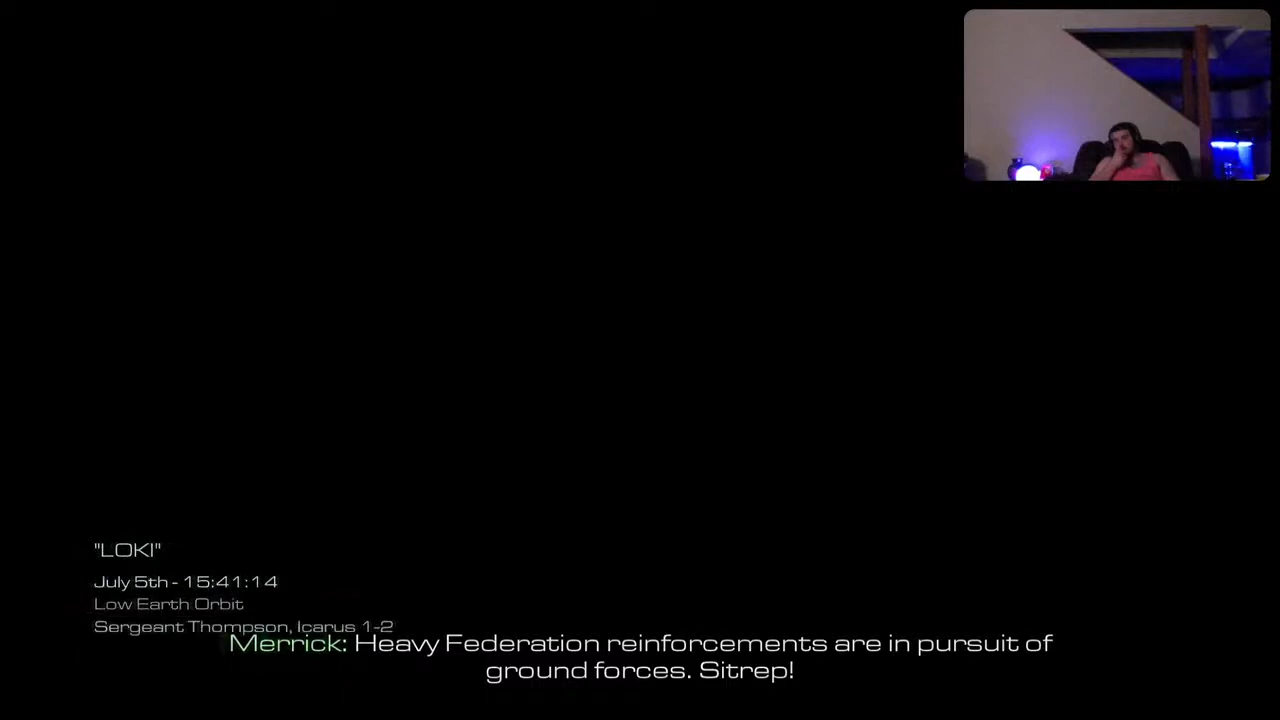 "LOKI"
July 5th - 15:41:14
Low Earth Orbit
Sergeant Thompson, Icarus 1-2
Merrick: Heavy Federation reinforcements are in pursuit of
ground forces. Sitrep!